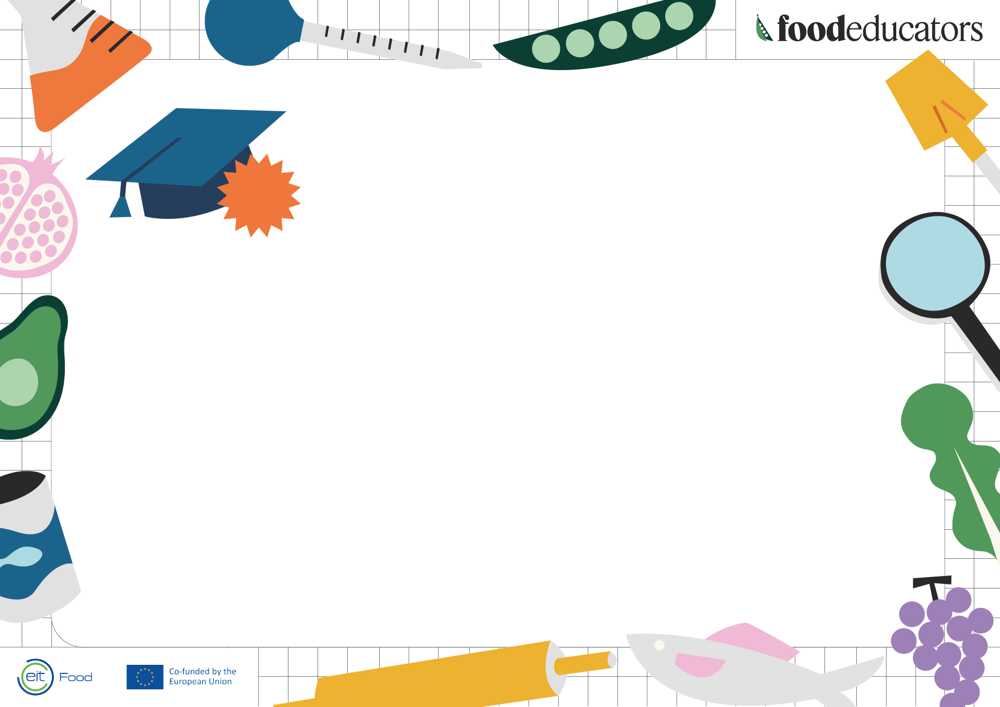 foodeducators
eit Food
Co-funded by the
European Union